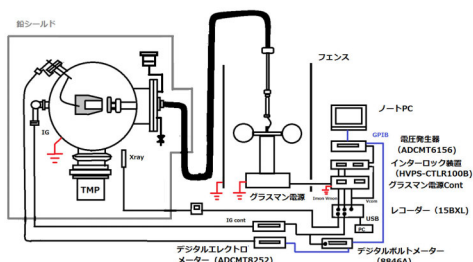 鉛シールド
フェンス
ノートPC
GPIB
電圧発生器
(ADCMT6156)
インターロック装置
(HVPS-CTLR100B)
グラスマン電源Cont
IG
Xray
TMP
グラスマン電源
Vcon
レコーダー(15BXL)
USB
PC
IG cont
デジタルエレクトロ
メーター(ADCMT8252)
デジタルボルトメーター
(8846A)